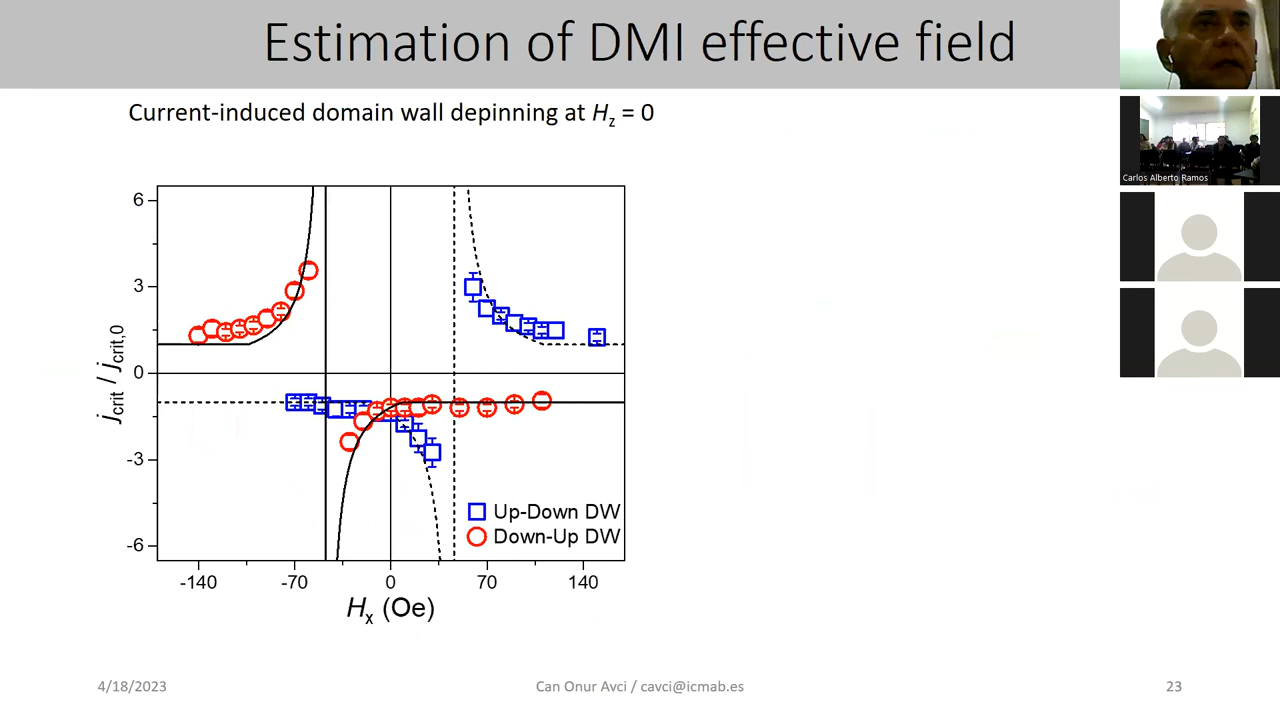 Estimation of DMI effective field
Current-induced domain wall depinning at Hz = 0
Carlos Alberto Ramos
6
3
0
-3
-6
jcrit / jcrit,0
Up-Down DW
Down-Up DW
-140
-70
0
70
140
Hx (Oe)
4/18/2023
Can Onur Avci / cavci@icmab.es
23